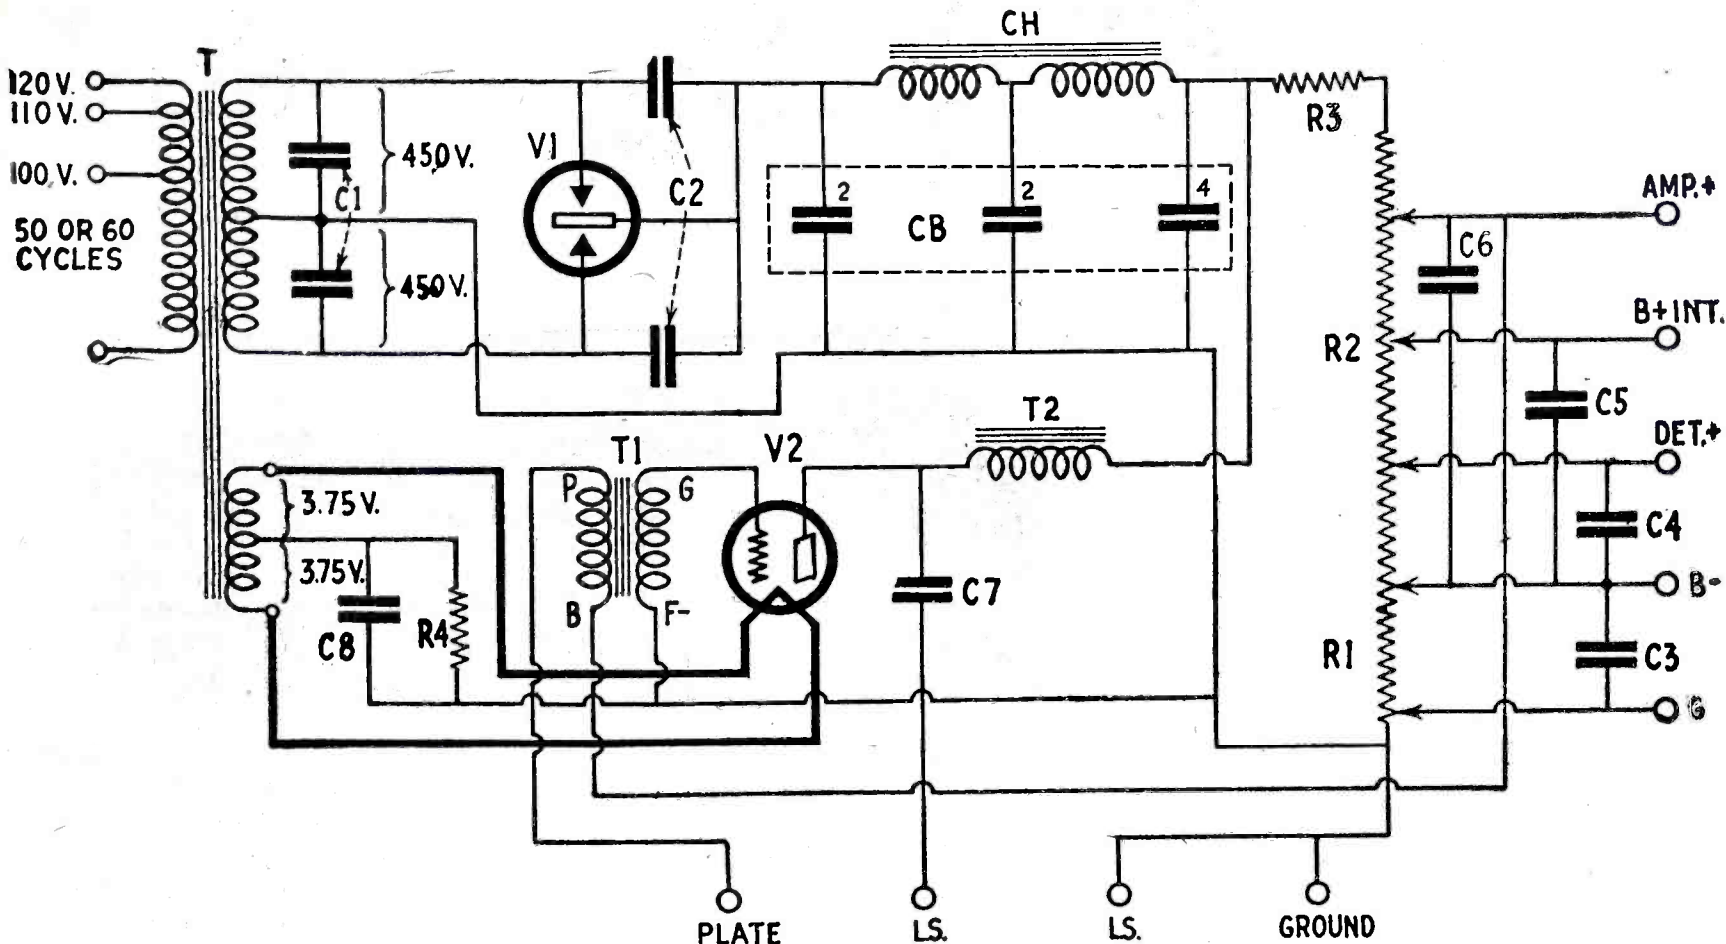 CH
T
120 V.
110 V.
100 V.
50 OR 60
CYCLES
C1
450 V.
450 V.
V1
C2
2
2
4
CB
R3
AMP.+
C6
B+INT.
R2
C5
DET.+
C4
B-
R1
C3
G
T2
T1
V2
P
G
B
F-
3.75 V.
3.75 V.
C8
R4
C7
PLATE
LS.
LS.
GROUND